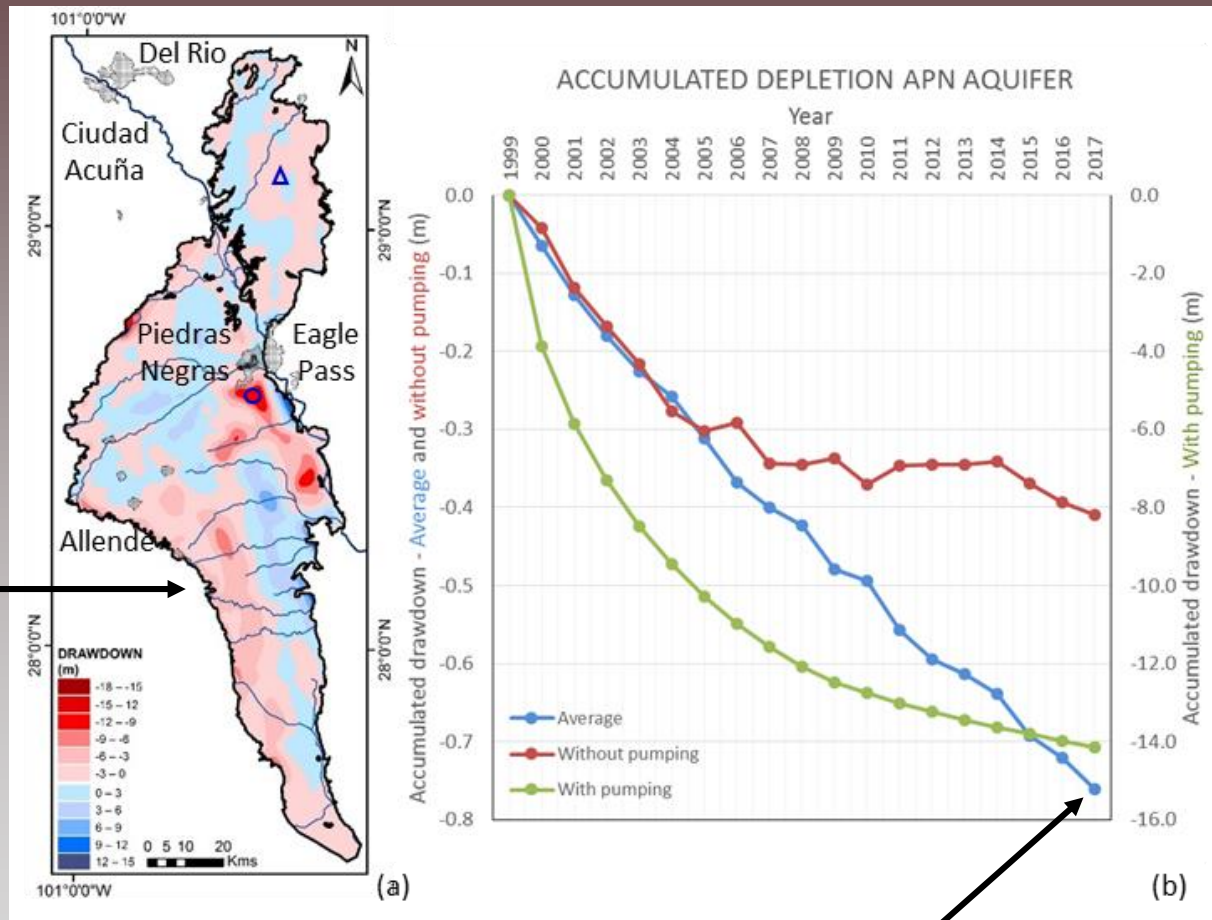 101°0'0"W
N
Del Rio
Ciudad
Acuña
29°0'0"N
29°0'0"N
Piedras
Negras
Eagle
Pass
Allende
28°0'0"N
28°0'0"N
DRAWDOWN
(m)
-18 – -15
-15 – 12
-12 – -9
-9 – -6
-6 – -3
-3 – 0
0 – 3
3 – 6
6 – 9
9 – 12
12 – 15
0 5 10 20
Kms
101°0'0"W
(a)
ACCUMULATED DEPLETION APN AQUIFER
Year
1999 2000 2001 2002 2003 2004 2005 2006 2007 2008 2009 2010 2011 2012 2013 2014 2015 2016 2017
Accumulated drawdown - Average and without pumping (m)
0.0
-0.1
-0.2
-0.3
-0.4
-0.5
-0.6
-0.7
-0.8
Average
Without pumping
With pumping
0.0
-2.0
-4.0
-6.0
-8.0
-10.0
-12.0
-14.0
-16.0
Accumulated drawdown - With pumping (m)
(b)